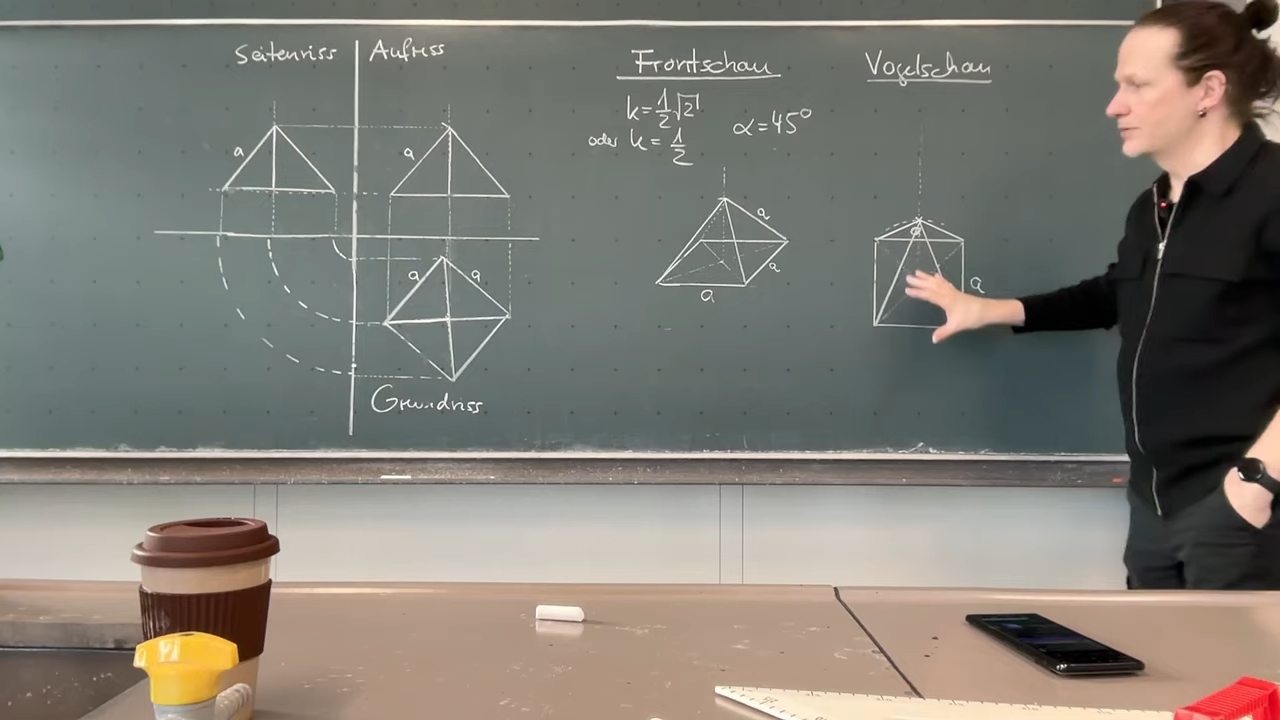 Seitenriss Aufriss
Frontschau
Vogelschau
k=½√2
oder k=½
α=45°
a
a
a
a
a
a
a
a
a
a
Grundriss